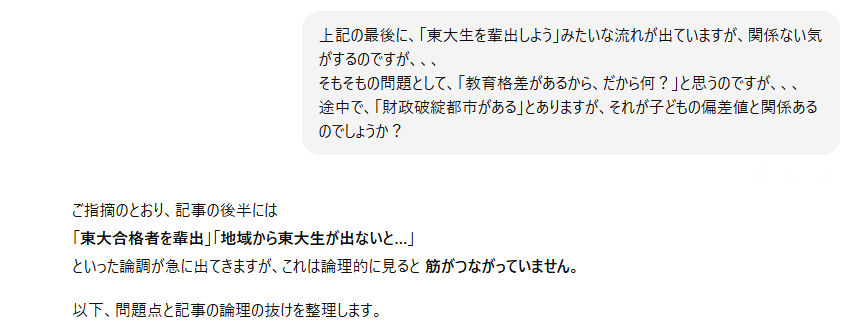 上記の最後に、「東大生を輩出しよう」みたいな流れが出ていますが、関係ない気
がするのですが、、、
そもそもの問題として、「教育格差があるから、だから何？」と思うのですが、、、
途中で、「財政破綻都市がある」とありますが、それが子どもの偏差値と関係ある
のでしょうか？
ご指摘のとおり、記事の後半には
「東大合格者を輩出」「地域から東大生が出ないと…」
といった論調が急に出てきますが、これは論理的に見ると 筋がつながっていません。
以下、問題点と記事の論理の抜けを整理します。